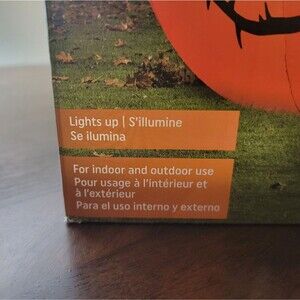 Lights up | S'illumine
Se ilumina
For indoor and outdoor use
Pour usage à l'intérieur et
à l'extérieur
Para el uso interno y externo